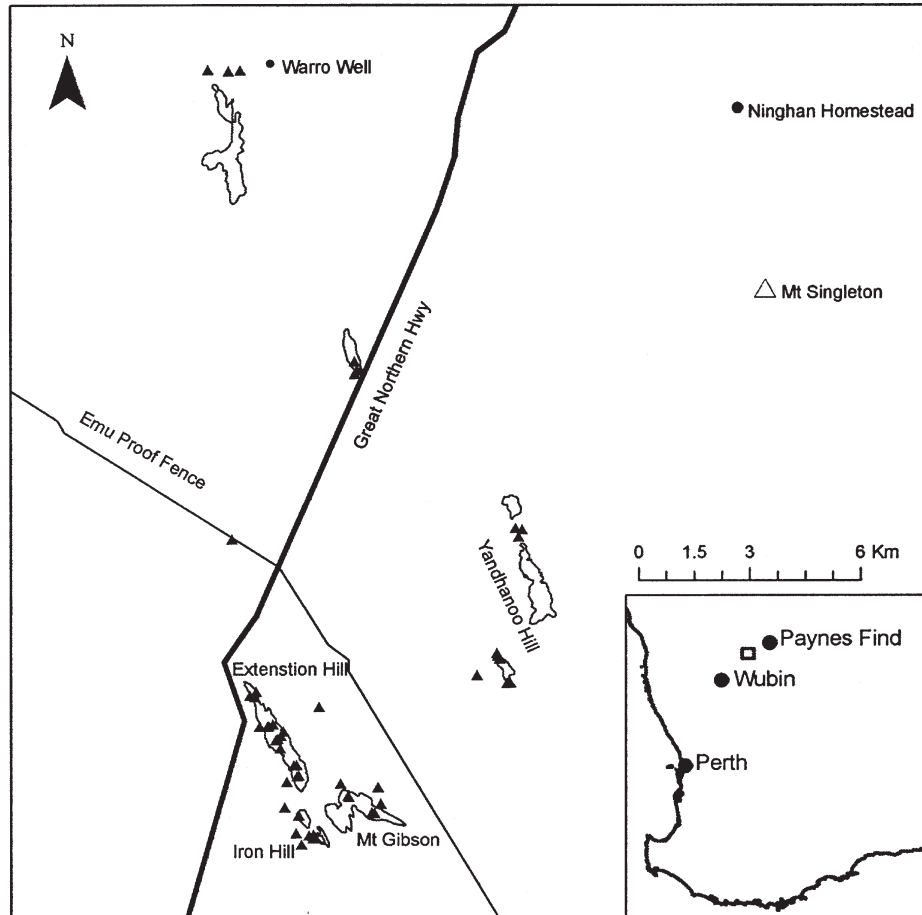 N
Warro Well
Ninghan Homestead
Mt Singleton
Great Northern Hwy
Emu Proof Fence
Yandhanoo Hill
0 1.5 3 6 Km
Extenstion Hill
Paynes Find
Wubin
Perth
Mt Gibson
Iron Hill